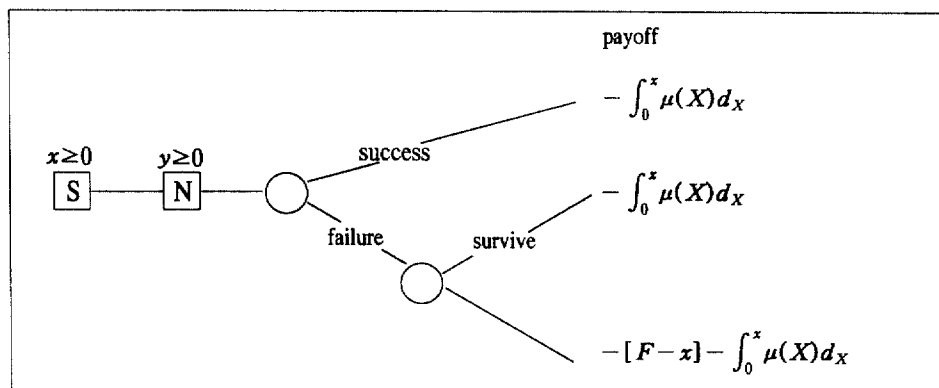 payoff
− ∫₀ˣ μ(X)d_X
success
x≥0 y≥0
S N
− ∫₀ˣ μ(X)d_X
failure survive
−[F−x]− ∫₀ˣ μ(X)d_X